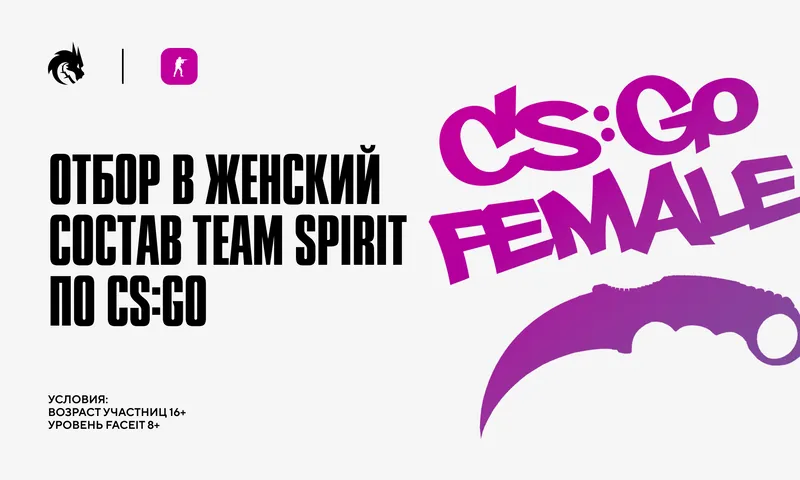 ОТБОР В ЖЕНСКИЙ
СОСТАВ TEAM SPIRIT
ПО CS:GO
CS:Go
FEMALE
УСЛОВИЯ:
ВОЗРАСТ УЧАСТНИЦ 16+
УРОВЕНЬ FACEIT 8+